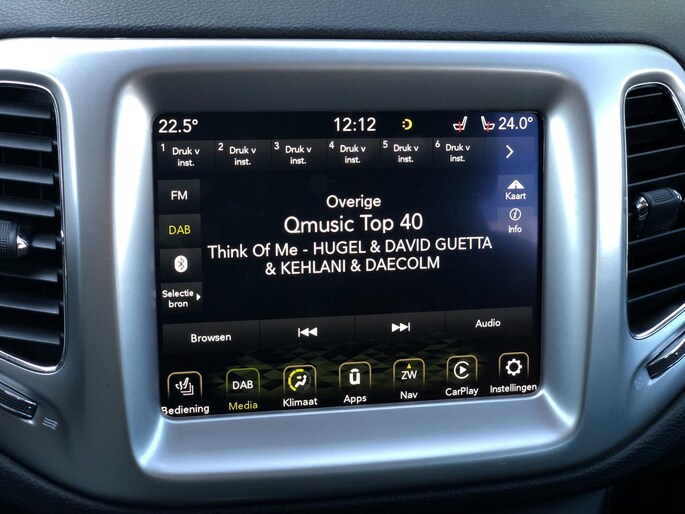 22.5° 12:12 24.0°
1 Druk v inst. 2 Druk v inst. 3 Druk v inst. 4 Druk v inst. 5 Druk v inst. 6 Druk v inst.
FM
DAB
Selectie
bron
Overige
Qmusic Top 40
Think Of Me - HUGEL & DAVID GUETTA
& KEHLANI & DAECOLM
Kaart
Info
Browsen Audio
DAB ZW
Bediening Media Klimaat Apps Nav CarPlay Instellingen